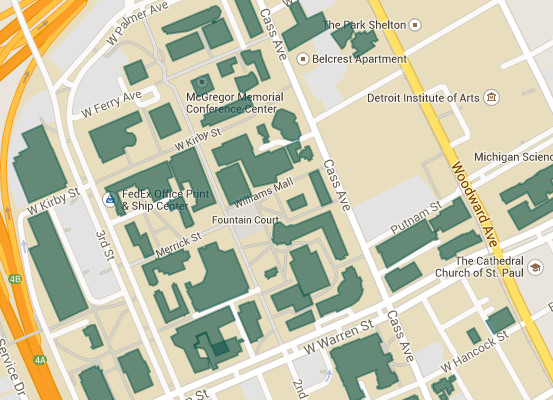 W Palmer Ave
Cass Ave
W
The Park Shelton
Belcrest Apartment
W Ferry Ave
McGregor Memorial
Conference Center
Detroit Institute of Arts
W Kirby St
Michigan Scienc
Woodward Ave
W Kirby St
FedEx Office Print
& Ship Center
Williams Mall
Cass Ave
Fountain Court
Putnam St
3rd St
Merrick St
The Cathedral
Church of St. Paul
4B
Service Dr
4A
W Warren St
Cass Ave
W Hancock St
2nd
St